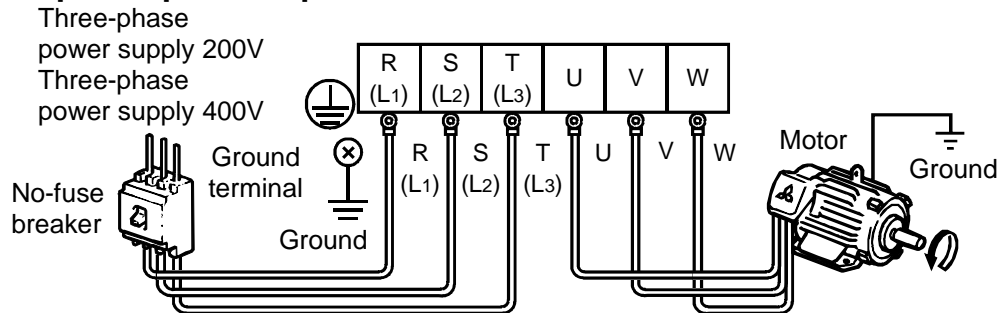 Three-phase
power supply 200V
Three-phase
power supply 400V
R S T U V W
(L1) (L2) (L3)
R S T U V W
(L1) (L2) (L3)
Motor
Ground
Ground
terminal
Ground
No-fuse
breaker